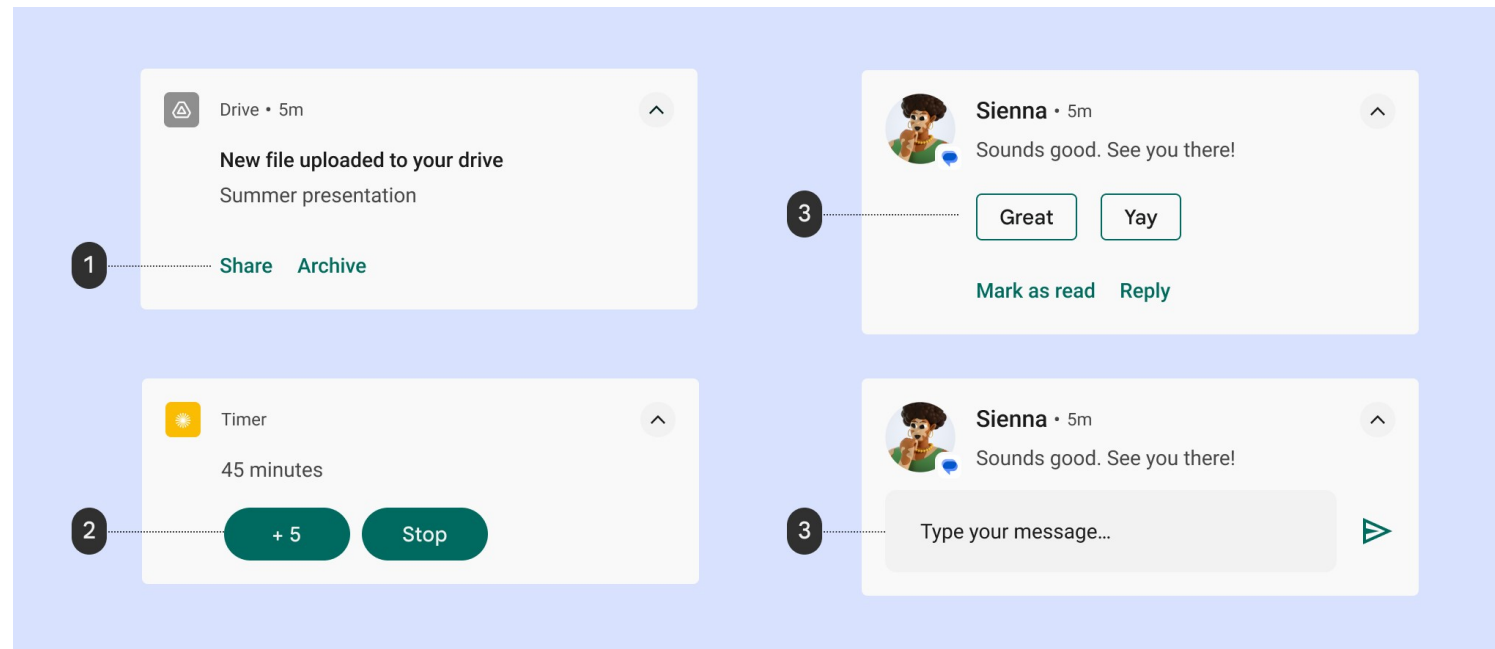 Drive • 5m
New file uploaded to your drive
Summer presentation
1
Share Archive
Timer
45 minutes
2
+ 5 Stop
Sienna • 5m
Sounds good. See you there!
3
Great Yay
Mark as read Reply
Sienna • 5m
Sounds good. See you there!
3
Type your message...